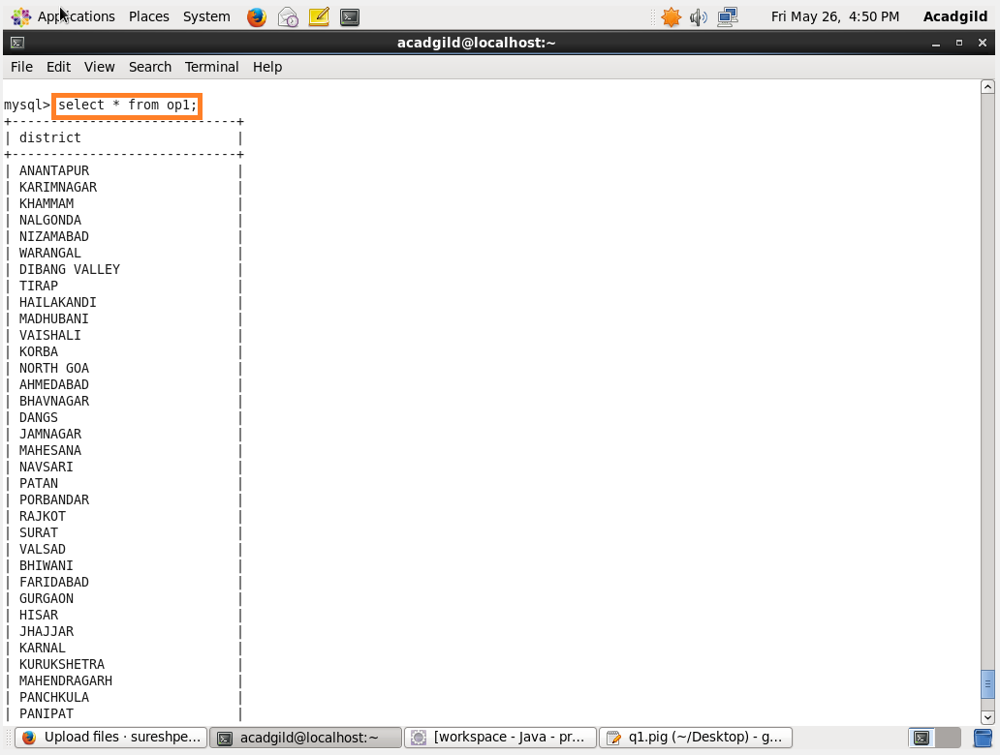 Applications Places System Fri May 26, 4:50 PM Acadgild
acadgild@localhost:~
File Edit View Search Terminal Help
mysql> select * from op1;
+-----------------------------+
| district |
+-----------------------------+
| ANANTAPUR |
| KARIMNAGAR |
| KHAMMAM |
| NALGONDA |
| NIZAMABAD |
| WARANGAL |
| DIBANG VALLEY |
| TIRAP |
| HAILAKANDI |
| MADHUBANI |
| VAISHALI |
| KORBA |
| NORTH GOA |
| AHMEDABAD |
| BHAVNAGAR |
| DANGS |
| JAMNAGAR |
| MAHESANA |
| NAVSARI |
| PATAN |
| PORBANDAR |
| RAJKOT |
| SURAT |
| VALSAD |
| BHIWANI |
| FARIDABAD |
| GURGAON |
| HISAR |
| JHAJJAR |
| KARNAL |
| KURUKSHETRA |
| MAHENDRAGARH |
| PANCHKULA |
| PANIPAT |
Upload files · sureshpe... acadgild@localhost:~ [workspace - Java - pr... q1.pig (~/Desktop) - g...